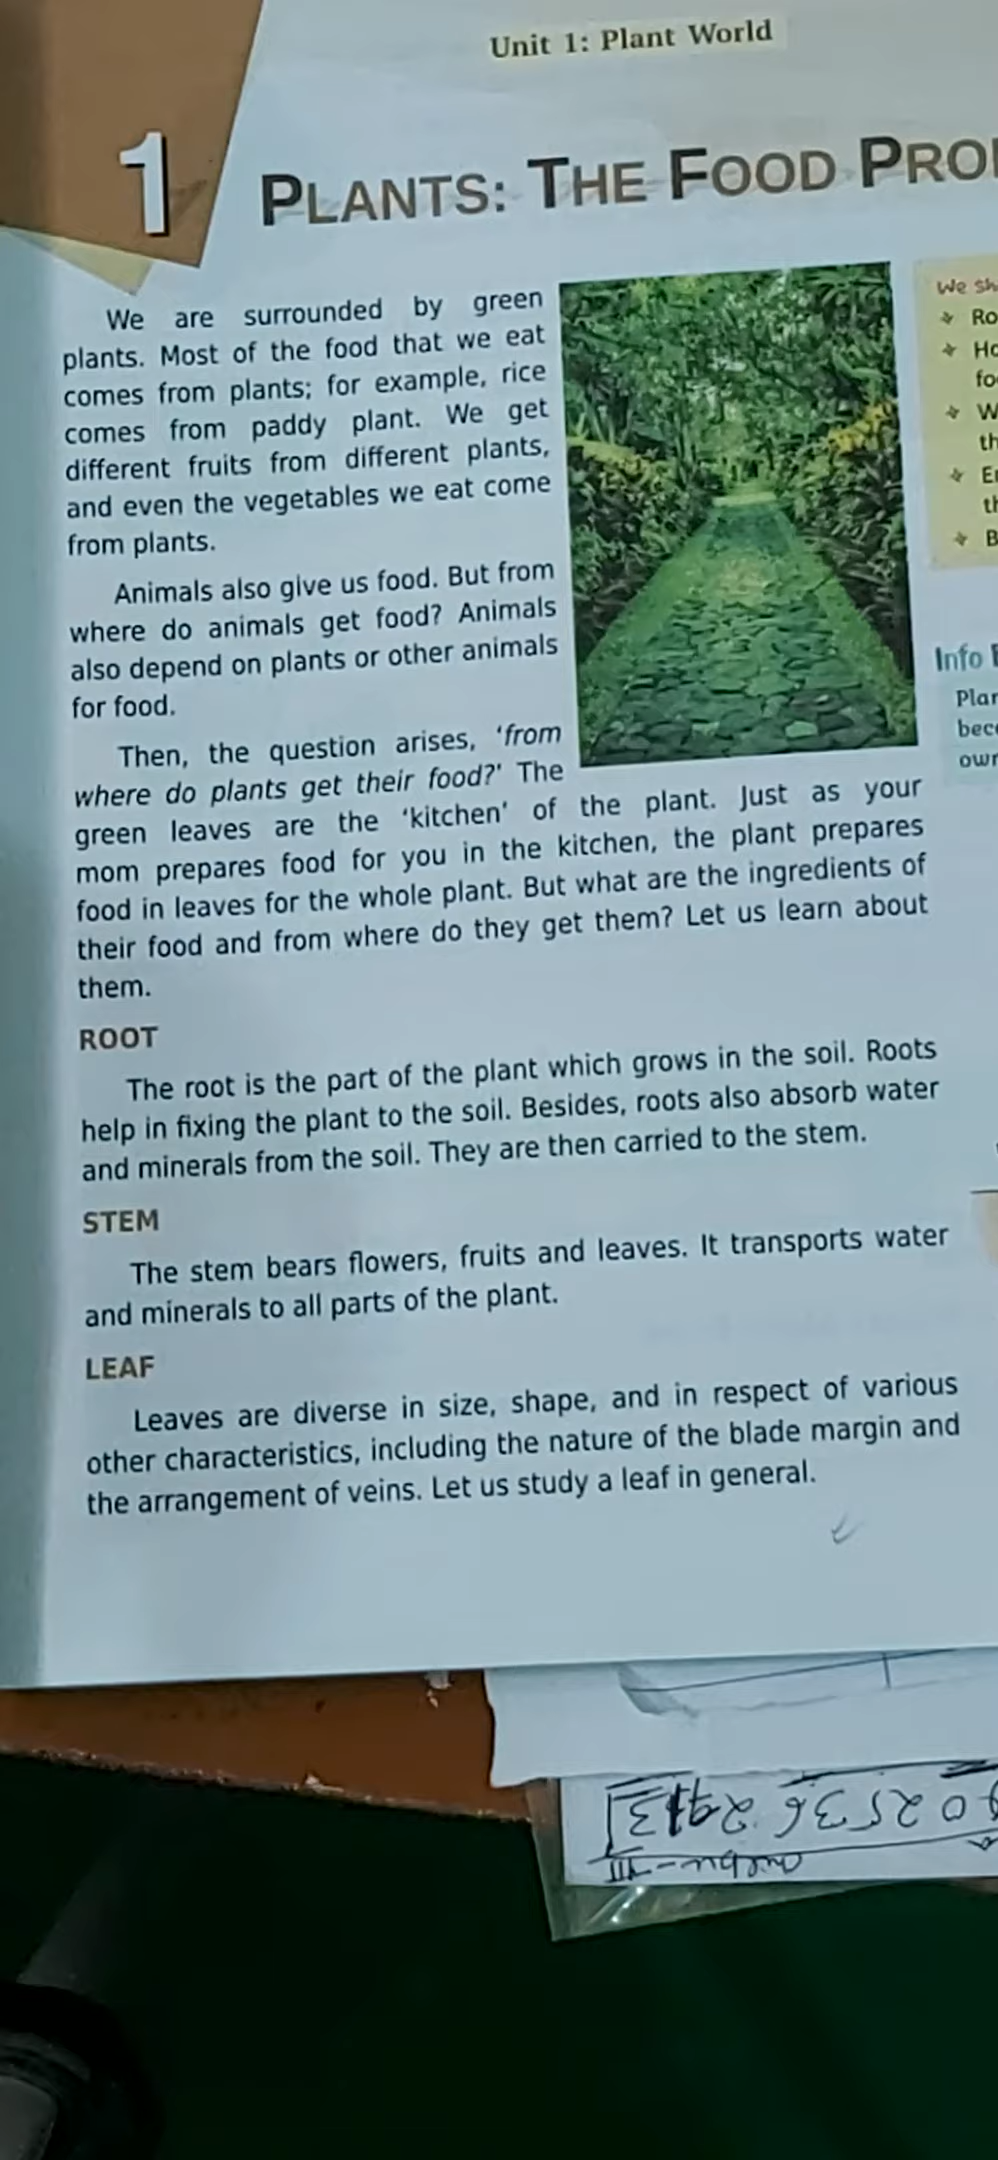 Unit 1: Plant World
1 PLANTS: THE FOOD
We are surrounded by green
plants. Most of the food that we eat
comes from plants; for example, rice
comes from paddy plant. We get
different fruits from different plants,
and even the vegetables we eat come
from plants.
Animals also give us food. But from
where do animals get food? Animals
also depend on plants or other animals
for food.
Then, the question arises, ‘from
where do plants get their food?’ The
green leaves are the ‘kitchen’ of the plant. Just as your
mom prepares food for you in the kitchen, the plant prepares
food in leaves for the whole plant. But what are the ingredients of
their food and from where do they get them? Let us learn about
them.
ROOT
The root is the part of the plant which grows in the soil. Roots
help in fixing the plant to the soil. Besides, roots also absorb water
and minerals from the soil. They are then carried to the stem.
STEM
The stem bears flowers, fruits and leaves. It transports water
and minerals to all parts of the plant.
LEAF
Leaves are diverse in size, shape, and in respect of various
other characteristics, including the nature of the blade margin and
the arrangement of veins. Let us study a leaf in general.
We
Info